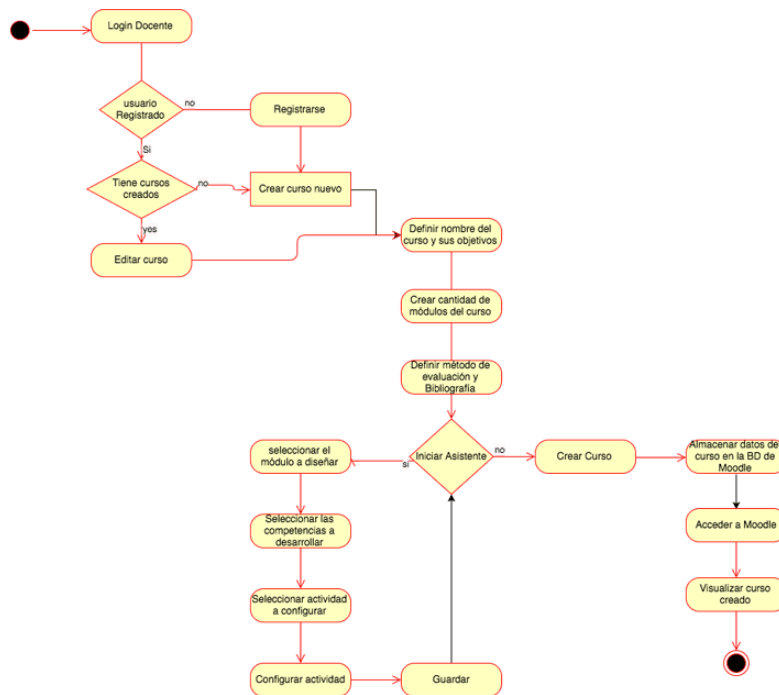 Login Docente
usuario
Registrado
no
Registrarse
Si
Tiene cursos
creados
no
Crear curso nuevo
yes
Editar curso
Definir nombre del
curso y sus objetivos
Crear cantidad de
módulos del curso
Definir método de
evaluación y
Bibliografía
Iniciar Asistente
si
no
seleccionar el
módulo a diseñar
Seleccionar las
competencias a
desarrollar
Seleccionar actividad
a configurar
Configurar actividad
Guardar
Crear Curso
Almacenar datos del
curso en la BD de
Moodle
Acceder a Moodle
Visualizar curso
creado